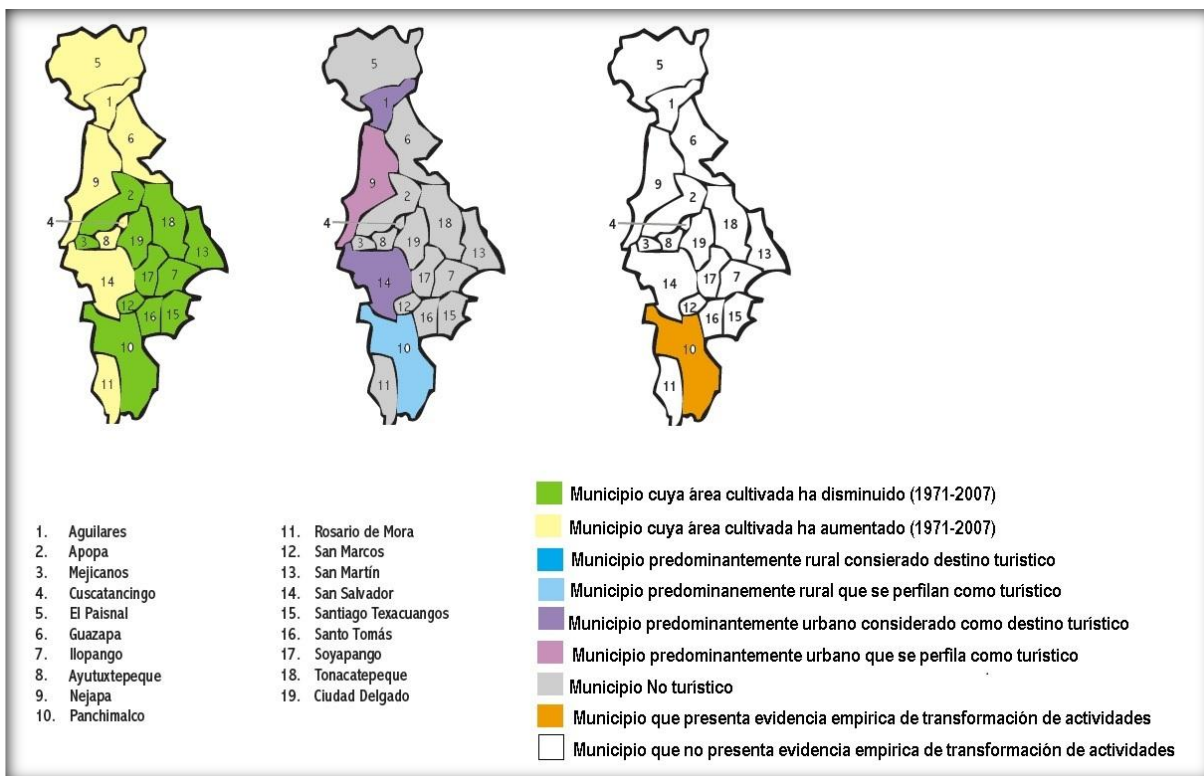 5
1
6
9
2
4
18
19
3
8
13
14
17
7
12
16
15
10
11
5
1
6
9
2
4
18
19
3
8
13
14
17
7
12
16
15
10
11
5
1
6
9
2
4
18
19
3
8
13
14
17
7
12
16
15
10
11
1. Aguilares
2. Apopa
3. Mejicanos
4. Cuscatancingo
5. El Paisnal
6. Guazapa
7. Ilopango
8. Ayutuxtepeque
9. Nejapa
10. Panchimalco
11. Rosario de Mora
12. San Marcos
13. San Martín
14. San Salvador
15. Santiago Texacuangos
16. Santo Tomás
17. Soyapango
18. Tonacatepeque
19. Ciudad Delgado
Municipio cuya área cultivada ha disminuido (1971-2007)
Municipio cuya área cultivada ha aumentado (1971-2007)
Municipio predominantemente rural consierado destino turístico
Municipio predominanemente rural que se perfilan como turístico
Municipio predominantemente urbano considerado como destino turístico
Municipio predominantemente urbano que se perfila como turístico
Municipio No turístico
Municipio que presenta evidencia empirica de transformación de actividades
Municipio que no presenta evidencia empirica de transformación de actividades